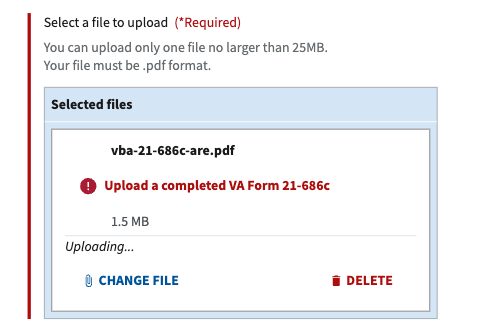 Select a file to upload (*Required)
You can upload only one file no larger than 25MB.
Your file must be .pdf format.
Selected files
vba-21-686c-are.pdf
Upload a completed VA Form 21-686c
1.5 MB
Uploading...
CHANGE FILE DELETE